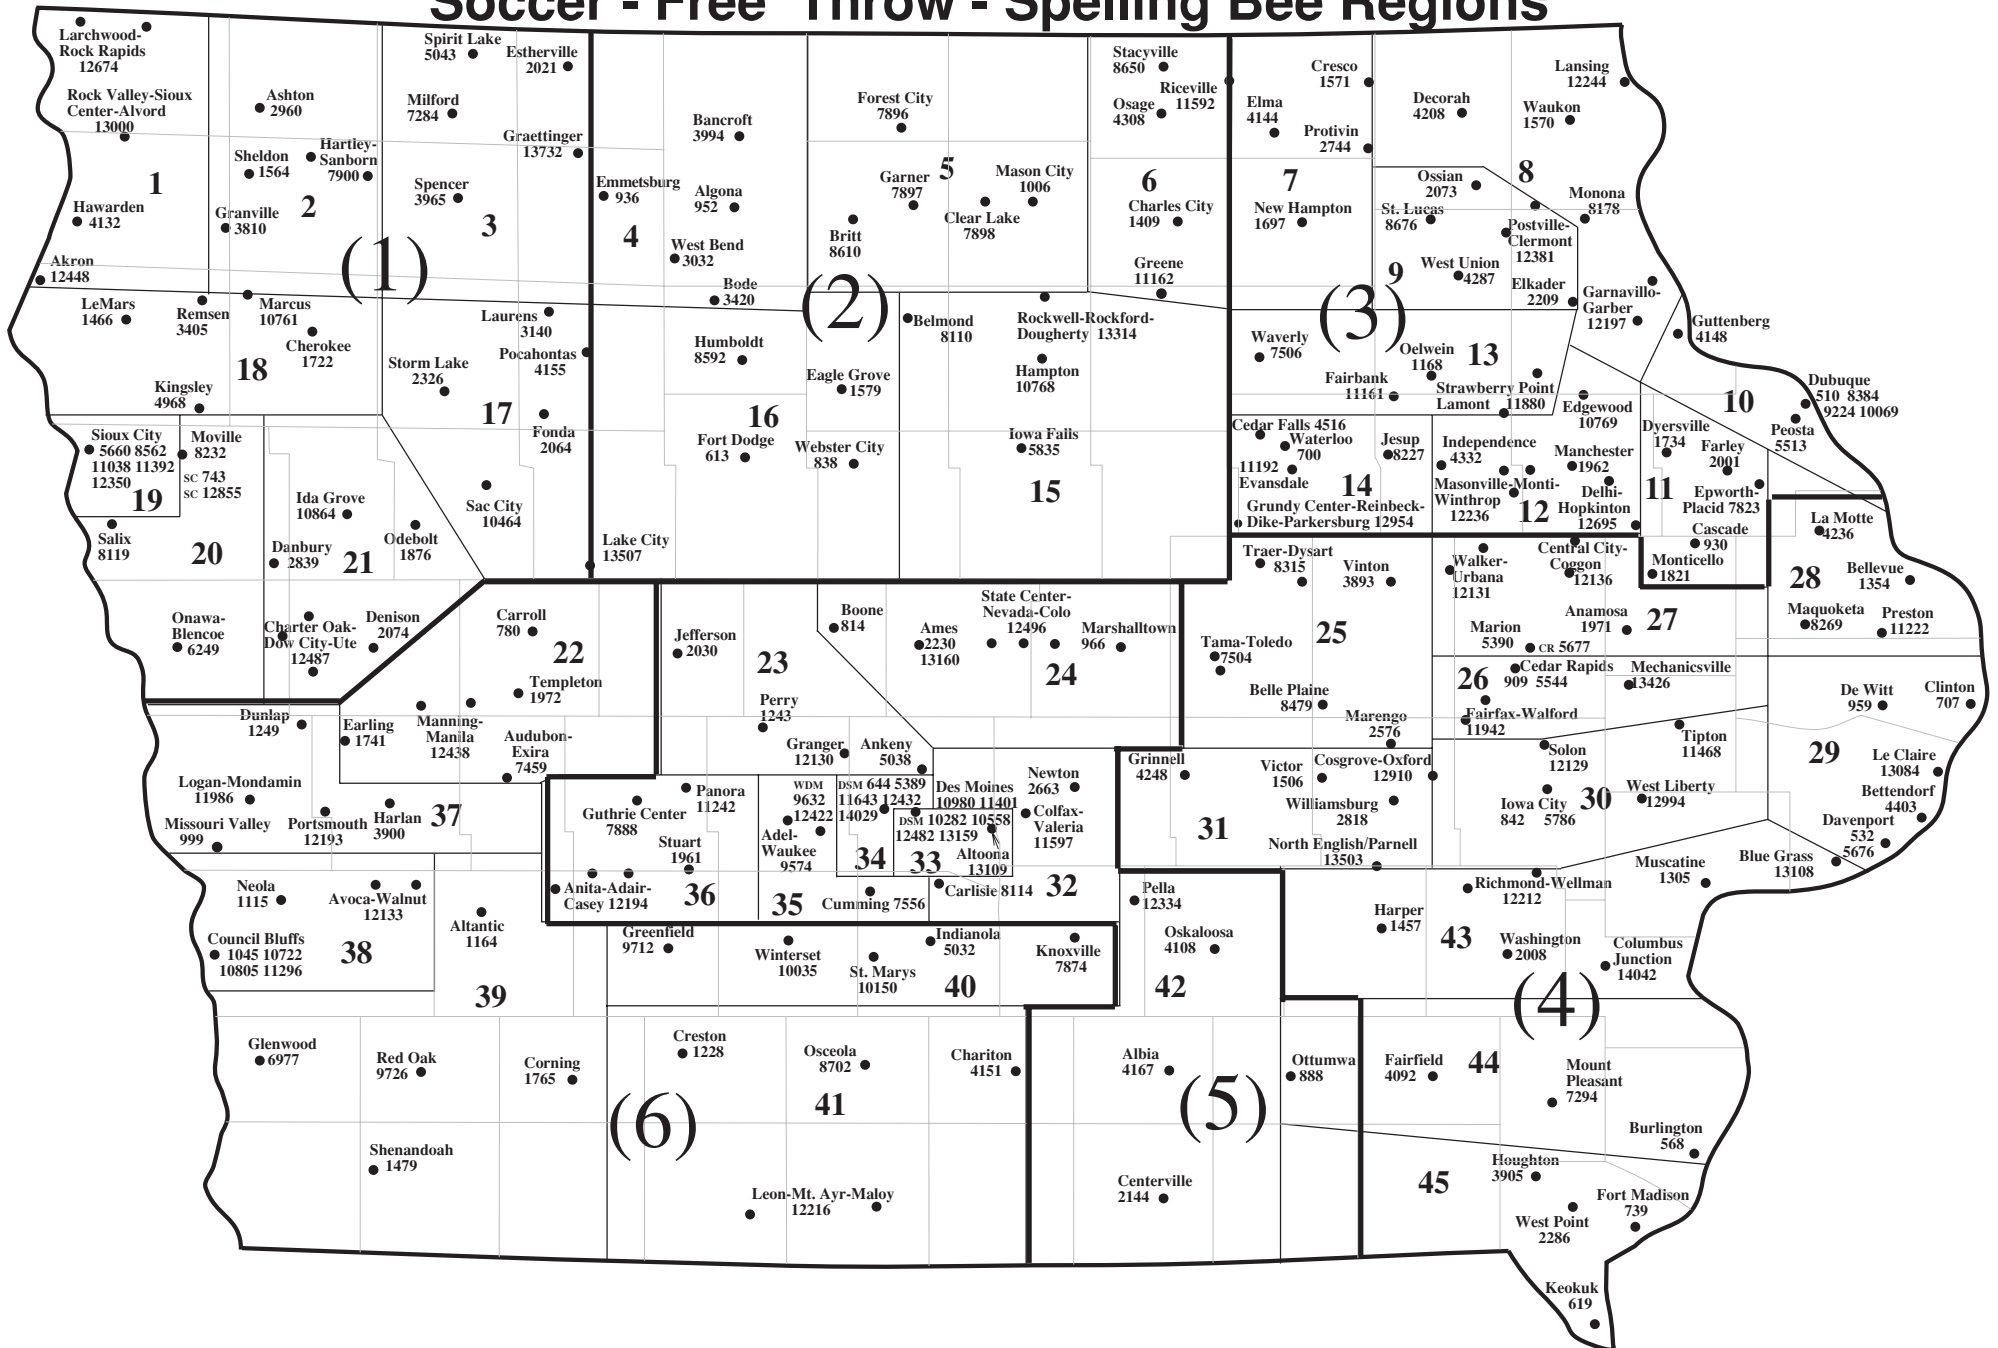 Soccer - Free Throw - Spelling Bee Regions
Larchwood-
Rock Rapids
12674
Rock Valley-Sioux
Center-Alvord
13000
1
Hawarden
4132
Akron
12448
Ashton
2960
Sheldon
1564
Hartley-
Sanborn
7900
2
Granville
3810
Spirit Lake
5043
Estherville
2021
Milford
7284
Graettinger
13732
Spencer
3965
3
(1)
Emmetsburg
936
4
Bancroft
3994
Algona
952
West Bend
3032
Bode
3420
Forest City
7896
5
Garner
7897
Mason City
1006
Clear Lake
7898
Britt
8610
(2)
Stacyville
8650
Riceville
11592
Osage
4308
6
Charles City
1409
Greene
11162
Elma
4144
Cresco
1571
Protivin
2744
7
New Hampton
1697
Decorah
4208
Lansing
12244
Waukon
1570
8
Ossian
2073
St. Lucas
8676
Monona
8178
Postville-
Clermont
12381
9
West Union
4287
Elkader
2209
Garnavillo-
Garber
12197
Guttenberg
4148
(3)
LeMars
1466
Remsen
3405
Marcus
10761
Cherokee
1722
18
Kingsley
4968
Laurens
3140
Pocahontas
4155
Storm Lake
2326
17
Fonda
2064
Sac City
10464
Lake City
13507
Humboldt
8592
Eagle Grove
1579
16
Fort Dodge
613
Webster City
838
Belmond
8110
Rockwell-Rockford-
Dougherty 13314
Hampton
10768
Iowa Falls
5835
15
Waverly
7506
Oelwein
1168
13
Fairbank
11161
Strawberry Point
Lamont 11880
Edgewood
10769
10
Dubuque
510 8384
9224 10069
Peosta
5513
Sioux City
5660 8562
11038 11392
12350
19
Moville
8232
SC 743
SC 12855
Salix
8119
20
Ida Grove
10864
Danbury
2839
21
Odebolt
1876
Onawa-
Blencoe
6249
Charter Oak-
Dow City-Ute
12487
Denison
2074
Cedar Falls 4516
Waterloo
700
11192
Evansdale
Jesup
8227
14
Grundy Center-Reinbeck-
Dike-Parkersburg 12954
Independence
4332
Masonville-Monti-
Winthrop
12236
Manchester
1962
Delhi-
Hopkinton
12695
12
Dyersville
1734
Farley
2001
11
Epworth-
Placid 7823
Cascade
930
Monticello
1821
La Motte
4236
28
Bellevue
1354
Maquoketa
8269
Preston
11222
Carroll
780
22
Templeton
1972
Earling
1741
Manning-
Manila
12438
Audubon-
Exira
7459
Jefferson
2030
23
Perry
1243
Granger
12130
Ankeny
5038
Boone
814
Ames
2230
13160
State Center-
Nevada-Colo
12496
Marshalltown
966
24
Traer-Dysart
8315
Vinton
3893
25
Tama-Toledo
7504
Belle Plaine
8479
Marengo
2576
Walker-
Urbana
12131
Central City-
Coggon
12136
Anamosa
1971
27
Marion
5390
CR 5677
26
Cedar Rapids
909 5544
Mechanicsville
13426
Fairfax-Walford
11942
De Witt
959
Clinton
707
29
Le Claire
13084
Bettendorf
4403
Davenport
532
5676
Blue Grass
13108
Dunlap
1249
Logan-Mondamin
11986
Missouri Valley
999
Portsmouth
12193
Harlan
3900
37
Guthrie Center
7888
Panora
11242
Stuart
1961
Anita-Adair-
Casey 12194
36
WDM
9632
12422
Adel-
Waukee
9574
35
DSM 644 5389
11643 12432
14029
34
Des Moines
10980 11401
DSM 10282 10558
12482 13159
33
Altoona
13109
Cumming 7556
Carlisle 8114
Newton
2663
Colfax-
Valeria
11597
32
Grinnell
4248
Victor
1506
Cosgrove-Oxford
12910
Williamsburg
2818
31
North English/Parnell
13503
Solon
12129
Tipton
11468
Iowa City
842 5786
30
West Liberty
12994
Neola
1115
Avoca-Walnut
12133
Council Bluffs
1045 10722
10805 11296
38
Altantic
1164
39
Greenfield
9712
Winterset
10035
St. Marys
10150
Indianola
5032
40
Knoxville
7874
Pella
12334
Oskaloosa
4108
42
Harper
1457
Richmond-Wellman
12212
Muscatine
1305
43
Washington
2008
Columbus
Junction
14042
(4)
Glenwood
6977
Red Oak
9726
Corning
1765
Shenandoah
1479
(6)
Creston
1228
Osceola
8702
Chariton
4151
41
Leon-Mt. Ayr-Maloy
12216
Albia
4167
(5)
Centerville
2144
Ottumwa
888
Fairfield
4092
44
Mount
Pleasant
7294
Burlington
568
45
Houghton
3905
West Point
2286
Fort Madison
739
Keokuk
619